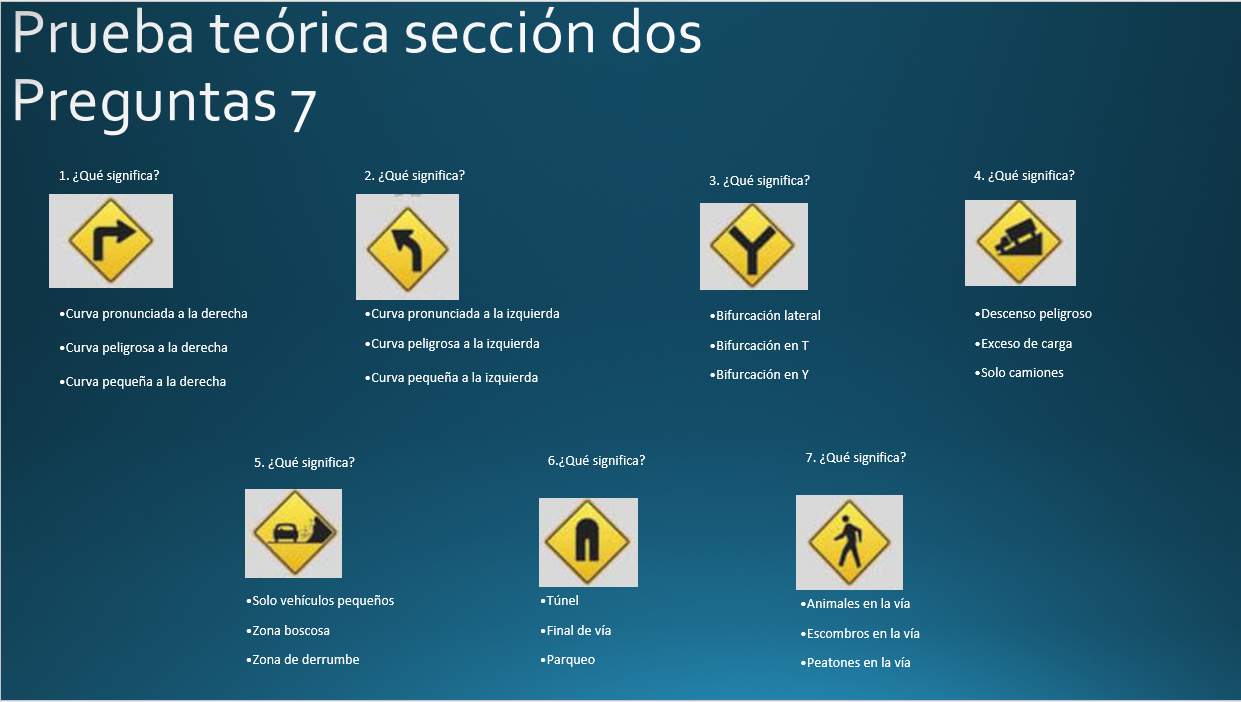 Prueba teórica sección dos
Preguntas 7
1. ¿Qué significa?
•Curva pronunciada a la derecha
•Curva peligrosa a la derecha
•Curva pequeña a la derecha
2. ¿Qué significa?
•Curva pronunciada a la izquierda
•Curva peligrosa a la izquierda
•Curva pequeña a la izquierda
3. ¿Qué significa?
•Bifurcación lateral
•Bifurcación en T
•Bifurcación en Y
4. ¿Qué significa?
•Descenso peligroso
•Exceso de carga
•Solo camiones
5. ¿Qué significa?
•Solo vehículos pequeños
•Zona boscosa
•Zona de derrumbe
6.¿Qué significa?
•Túnel
•Final de vía
•Parqueo
7. ¿Qué significa?
•Animales en la vía
•Escombros en la vía
•Peatones en la vía